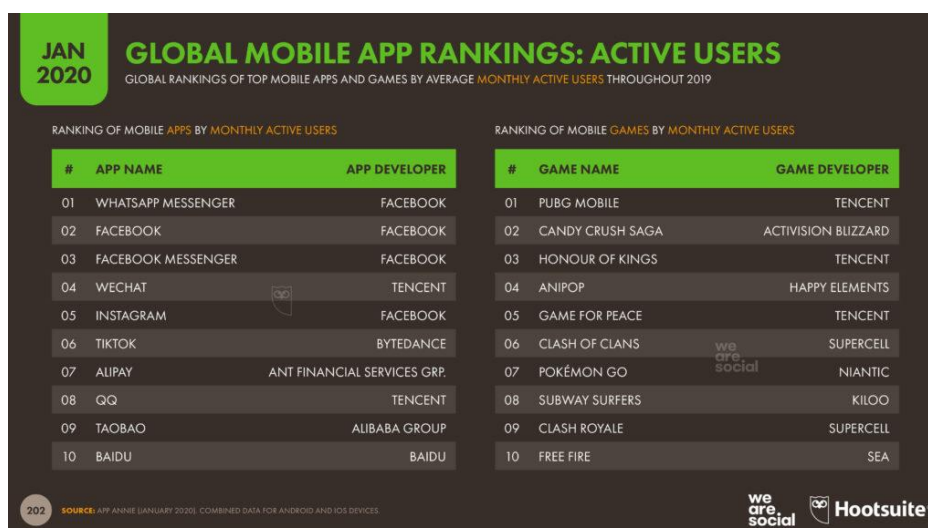 JAN
2020
GLOBAL MOBILE APP RANKINGS: ACTIVE USERS
GLOBAL RANKINGS OF TOP MOBILE APPS AND GAMES BY AVERAGE MONTHLY ACTIVE USERS THROUGHOUT 2019
RANKING OF MOBILE APPS BY MONTHLY ACTIVE USERS
# APP NAME APP DEVELOPER
01 WHATSAPP MESSENGER FACEBOOK
02 FACEBOOK FACEBOOK
03 FACEBOOK MESSENGER FACEBOOK
04 WECHAT TENCENT
05 INSTAGRAM FACEBOOK
06 TIKTOK BYTEDANCE
07 ALIPAY ANT FINANCIAL SERVICES GRP.
08 QQ TENCENT
09 TAOBAO ALIBABA GROUP
10 BAIDU BAIDU
RANKING OF MOBILE GAMES BY MONTHLY ACTIVE USERS
# GAME NAME GAME DEVELOPER
01 PUBG MOBILE TENCENT
02 CANDY CRUSH SAGA ACTIVISION BLIZZARD
03 HONOUR OF KINGS TENCENT
04 ANIPOP HAPPY ELEMENTS
05 GAME FOR PEACE TENCENT
06 CLASH OF CLANS SUPERCELL
07 POKÉMON GO NIANTIC
08 SUBWAY SURFERS KILOO
09 CLASH ROYALE SUPERCELL
10 FREE FIRE SEA
we
are
social
202 SOURCE: APP ANNIE (JANUARY 2020). COMBINED DATA FOR ANDROID AND IOS DEVICES.
we
are
social
Hootsuite